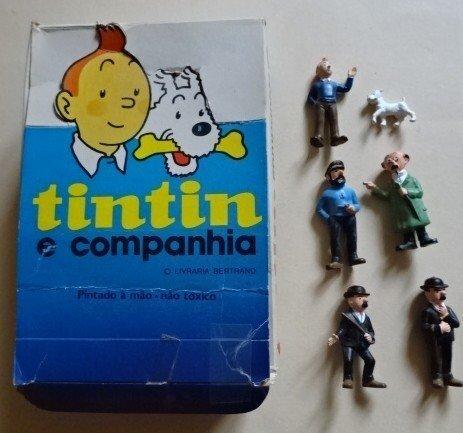 tintin
e companhia
© LIVRARIA BERTRAND
Pintado à mão - não tóxico